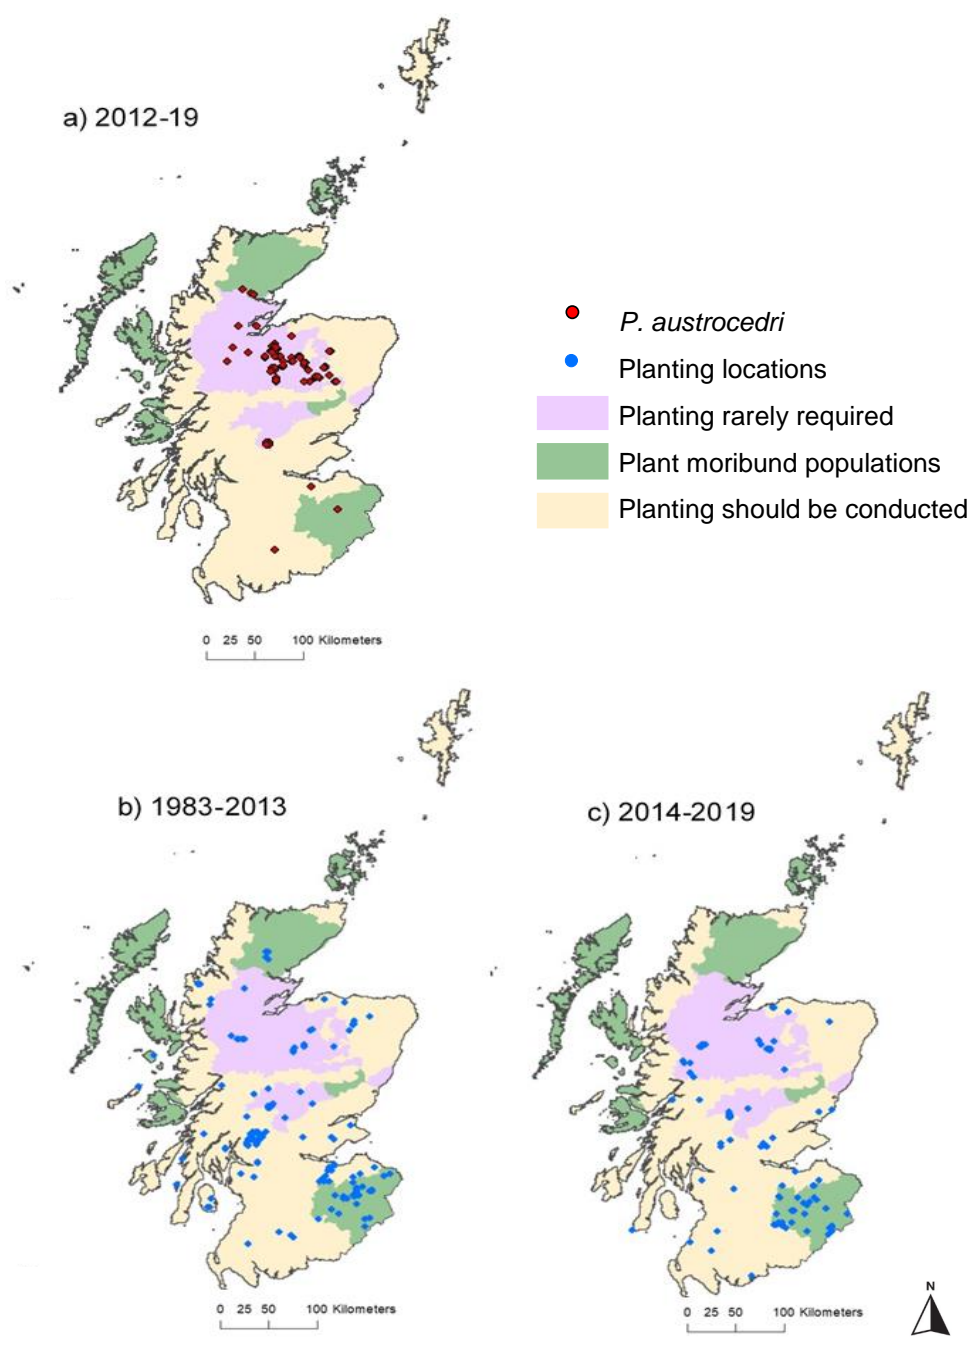 a) 2012-19
P. austrocedri
Planting locations
Planting rarely required
Plant moribund populations
Planting should be conducted
0 25 50 100 Kilometers
b) 1983-2013
c) 2014-2019
0 25 50 100 Kilometers
0 25 50 100 Kilometers
N